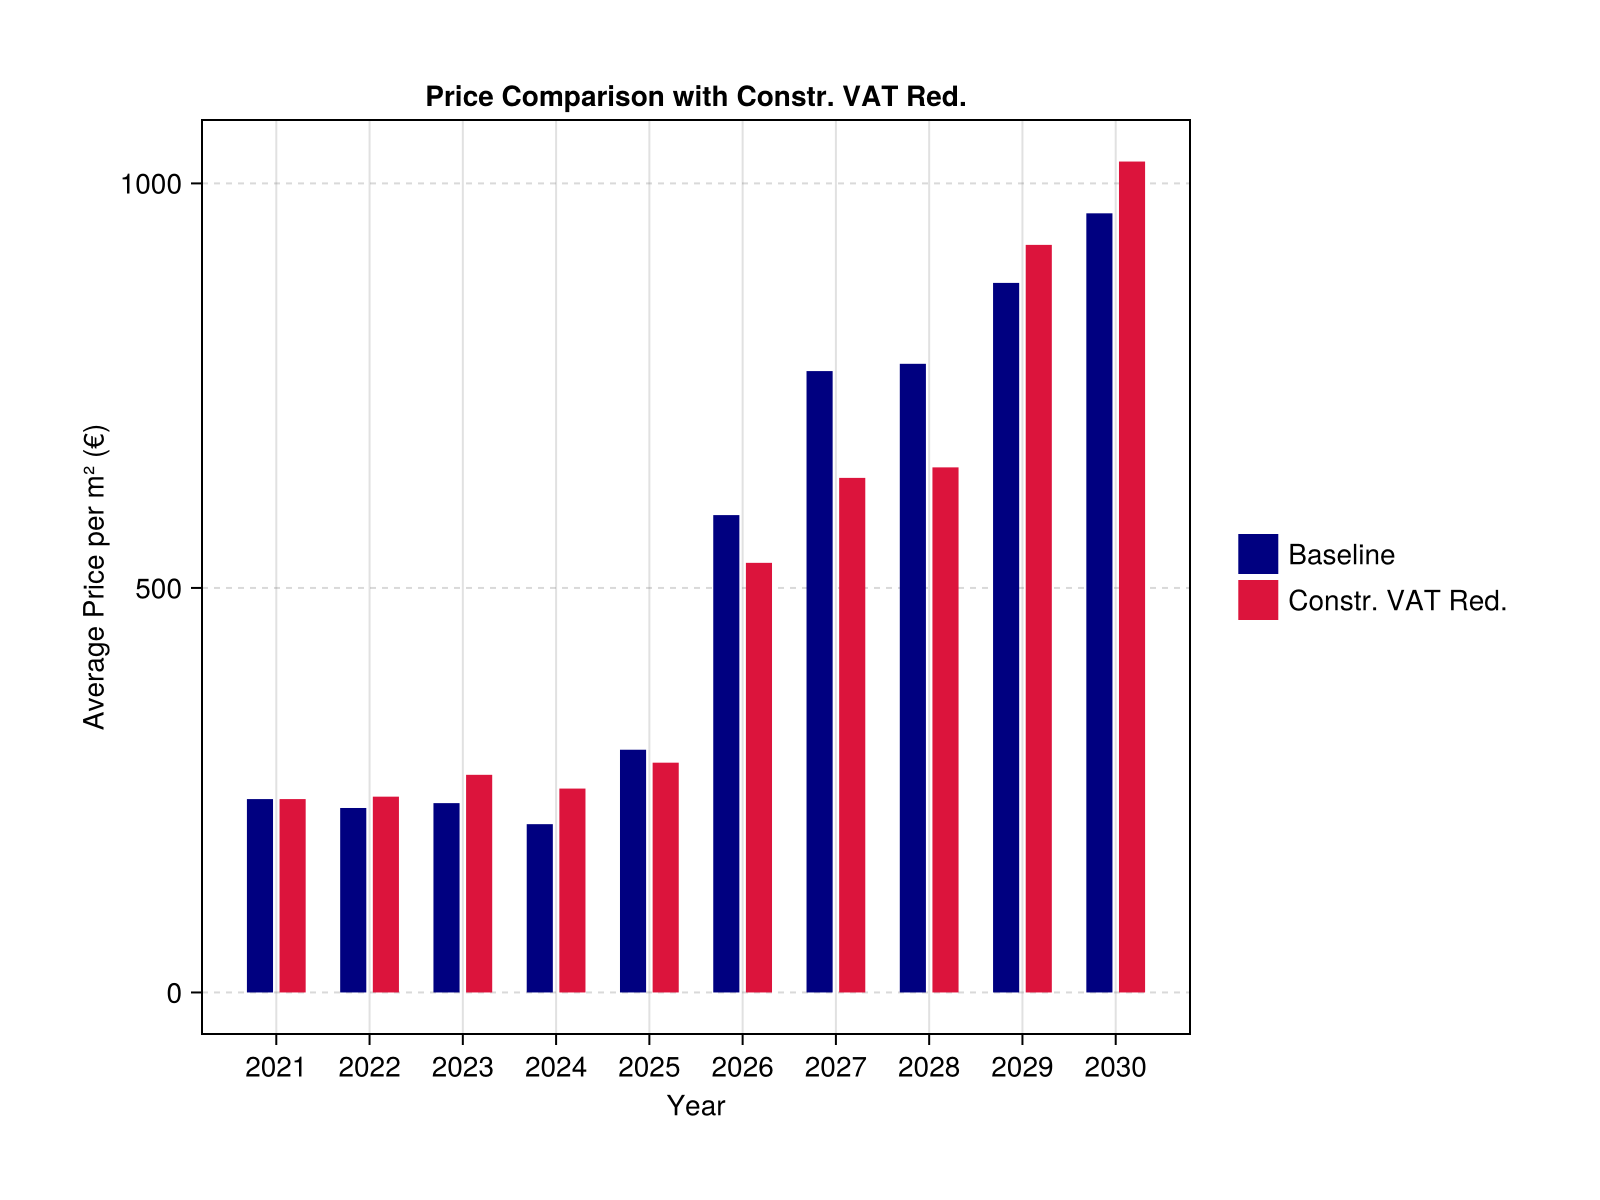 Price Comparison with Constr. VAT Red.
1000
500
0
Average Price per m² (€)
2021 2022 2023 2024 2025 2026 2027 2028 2029 2030
Year
Baseline
Constr. VAT Red.